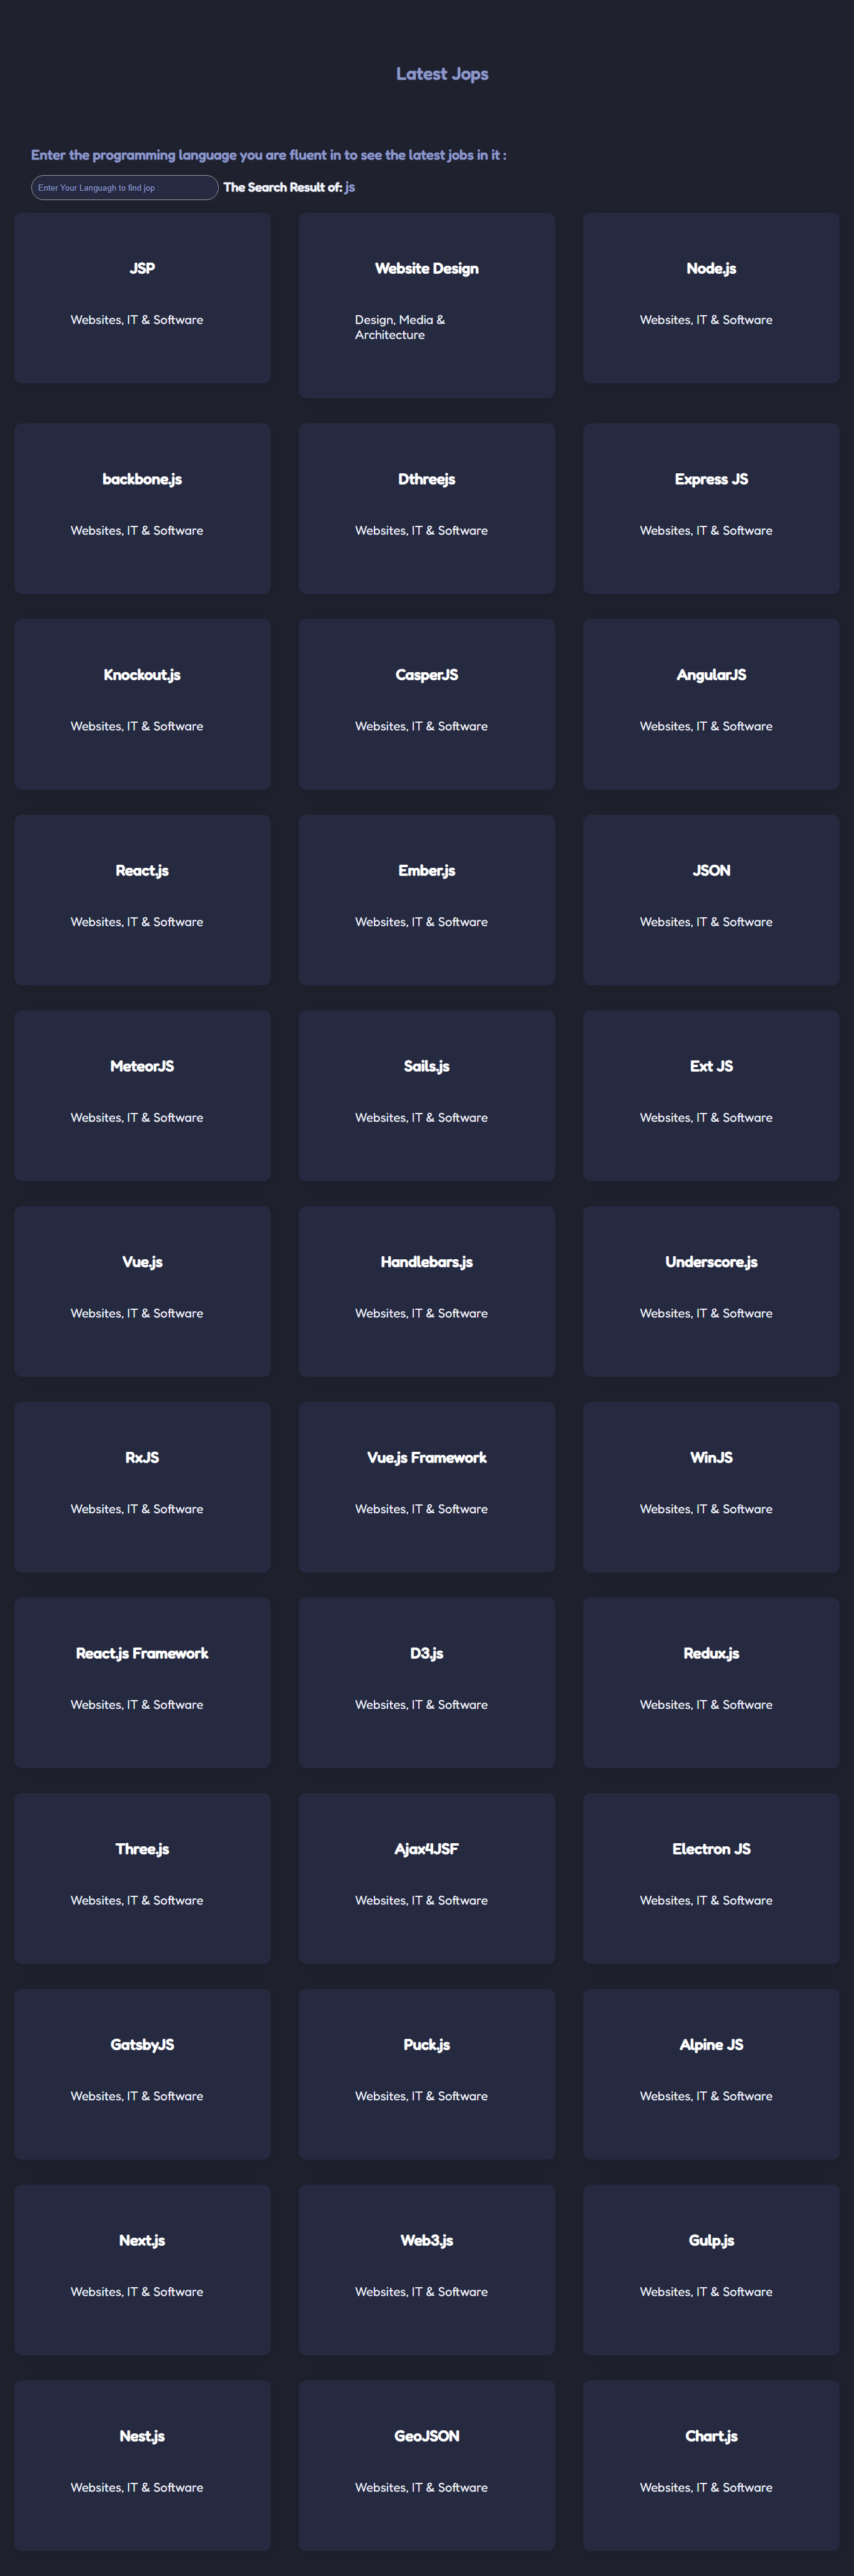 Latest Jops
Enter the programming language you are fluent in to see the latest jobs in it :
Enter Your Languagh to find jop :
The Search Result of: js
JSP
Websites, IT & Software
Website Design
Design, Media &
Architecture
Node.js
Websites, IT & Software
backbone.js
Websites, IT & Software
Dthreejs
Websites, IT & Software
Express JS
Websites, IT & Software
Knockout.js
Websites, IT & Software
CasperJS
Websites, IT & Software
AngularJS
Websites, IT & Software
React.js
Websites, IT & Software
Ember.js
Websites, IT & Software
JSON
Websites, IT & Software
MeteorJS
Websites, IT & Software
Sails.js
Websites, IT & Software
Ext JS
Websites, IT & Software
Vue.js
Websites, IT & Software
Handlebars.js
Websites, IT & Software
Underscore.js
Websites, IT & Software
RxJS
Websites, IT & Software
Vue.js Framework
Websites, IT & Software
WinJS
Websites, IT & Software
React.js Framework
Websites, IT & Software
D3.js
Websites, IT & Software
Redux.js
Websites, IT & Software
Three.js
Websites, IT & Software
Ajax4JSF
Websites, IT & Software
Electron JS
Websites, IT & Software
GatsbyJS
Websites, IT & Software
Puck.js
Websites, IT & Software
Alpine JS
Websites, IT & Software
Next.js
Websites, IT & Software
Web3.js
Websites, IT & Software
Gulp.js
Websites, IT & Software
Nest.js
Websites, IT & Software
GeoJSON
Websites, IT & Software
Chart.js
Websites, IT & Software